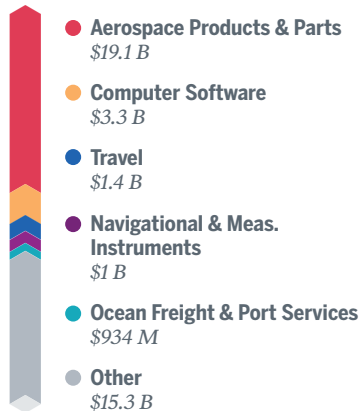 Aerospace Products & Parts
$19.1 B
Computer Software
$3.3 B
Travel
$1.4 B
Navigational & Meas.
Instruments
$1 B
Ocean Freight & Port Services
$934 M
Other
$15.3 B